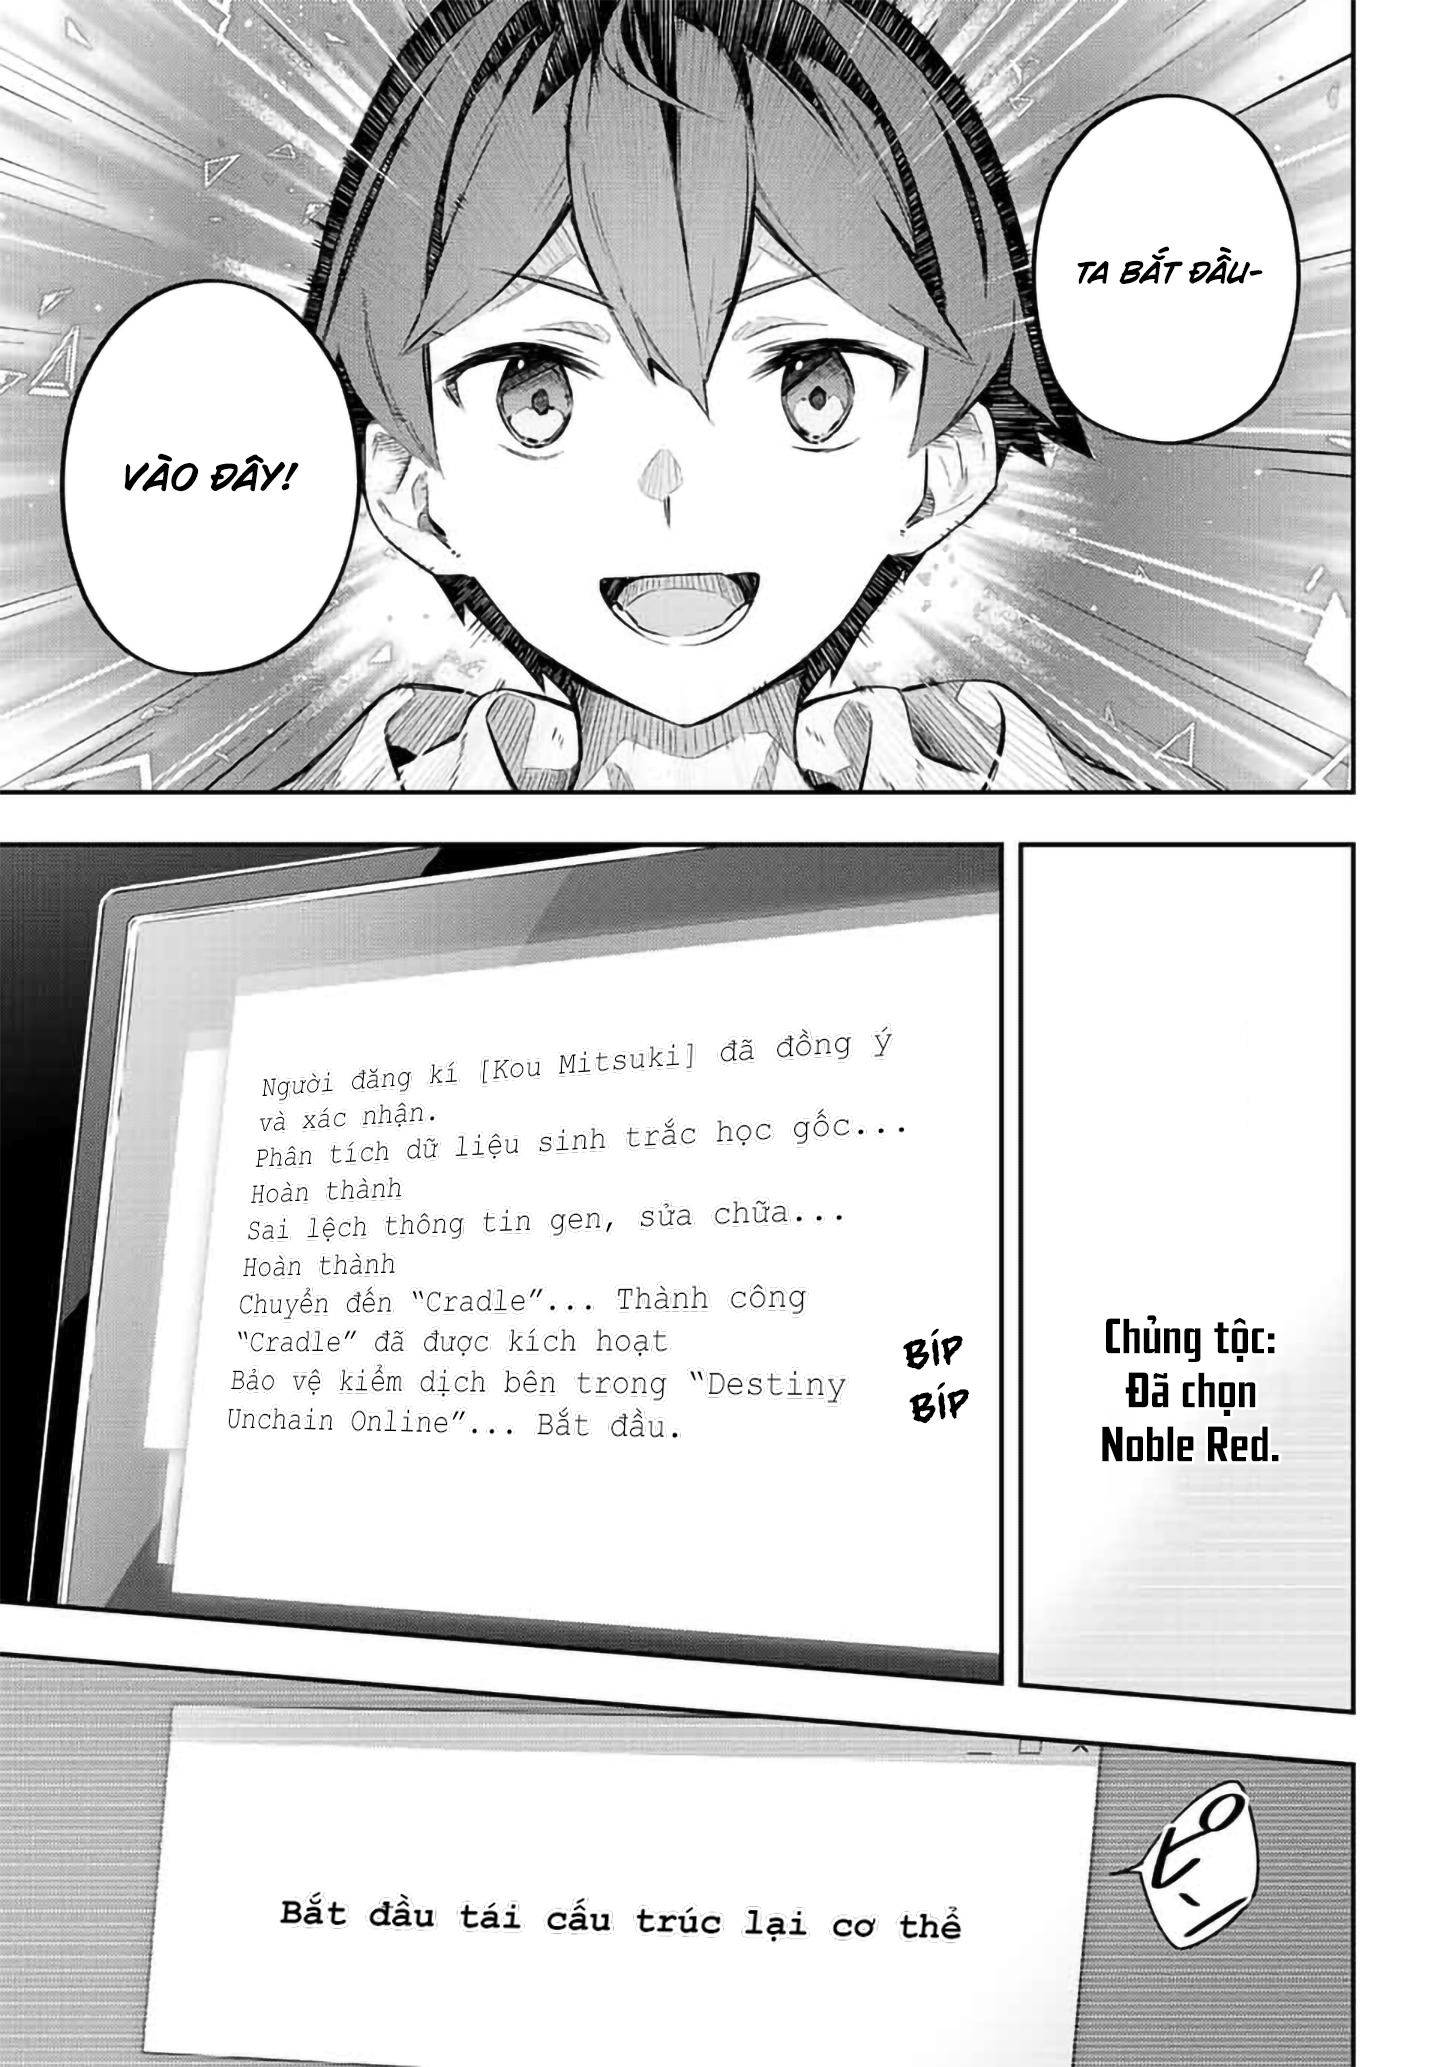 TA BẮT ĐẦU-
VÀO ĐÂY!
Chủng tộc:
Đã chọn
Noble Red.
Người đăng kí [Kou Mitsuki] đã đồng ý
và xác nhận.
Phân tích dữ liệu sinh trắc học gốc...
Hoàn thành
Sai lệch thông tin gen, sửa chữa...
Hoàn thành
Chuyển đến “Cradle”... Thành công
“Cradle” đã được kích hoạt
Bảo vệ kiểm dịch bên trong “Destiny
Unchain Online”... Bắt đầu.
BÍP
BÍP
ピピッ
Bắt đầu tái cấu trúc lại cơ thể